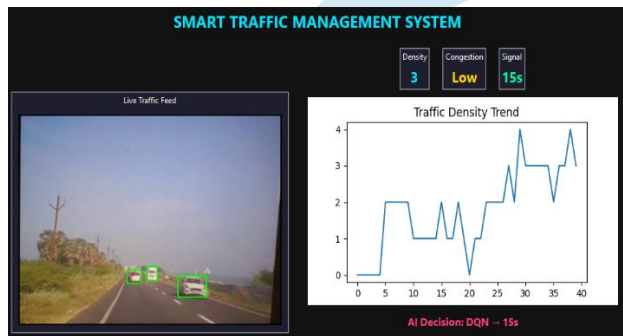 SMART TRAFFIC MANAGEMENT SYSTEM
Density
3
Congestion
Low
Signal
15s
Live Traffic Feed
Traffic Density Trend
4
3
2
1
0
0 5 10 15 20 25 30 35 40
AI Decision: DQN → 15s